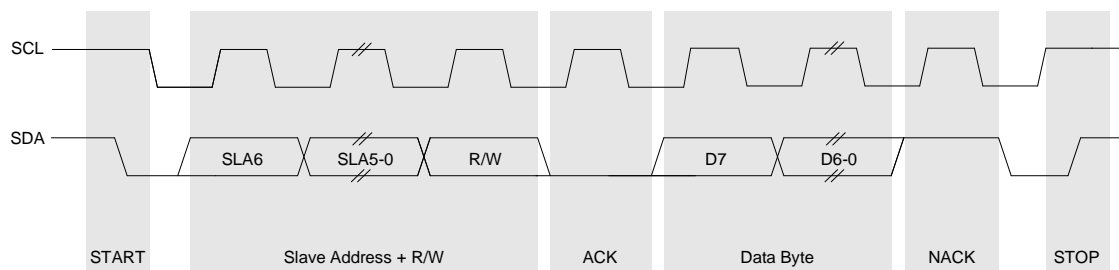 SCL
SDA
SLA6 SLA5-0 R/W D7 D6-0
START Slave Address + R/W ACK Data Byte NACK STOP